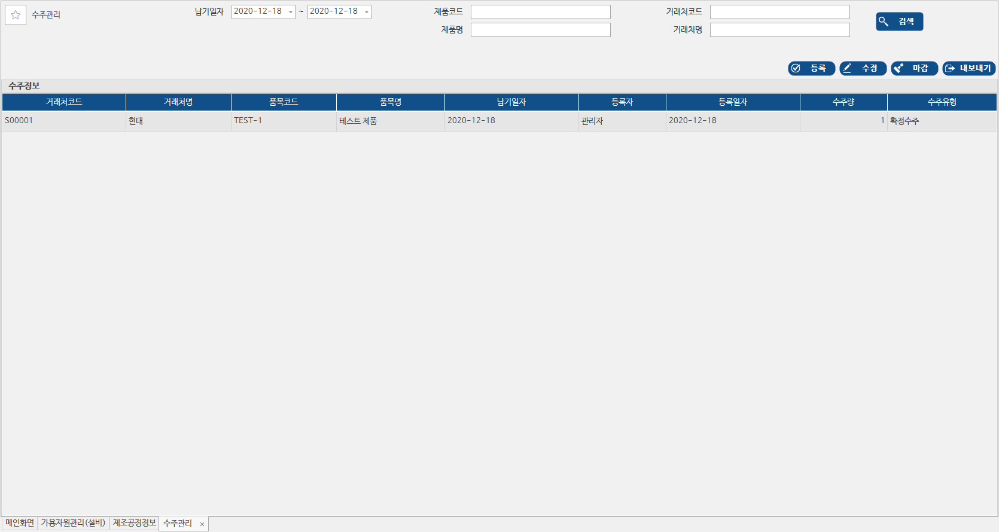 수주관리 납기일자 2020-12-18 ~ 2020-12-18 제품코드 거래처코드 검색
제품명 거래처명
등록 수정 마감 내보내기
수주정보
거래처코드 거래처명 품목코드 품목명 납기일자 등록자 등록일자 수주량 수주유형
S00001 현대 TEST-1 테스트 제품 2020-12-18 관리자 2020-12-18 1 확정수주
메인화면 가용자원관리(설비) 제조공정정보 수주관리 ×